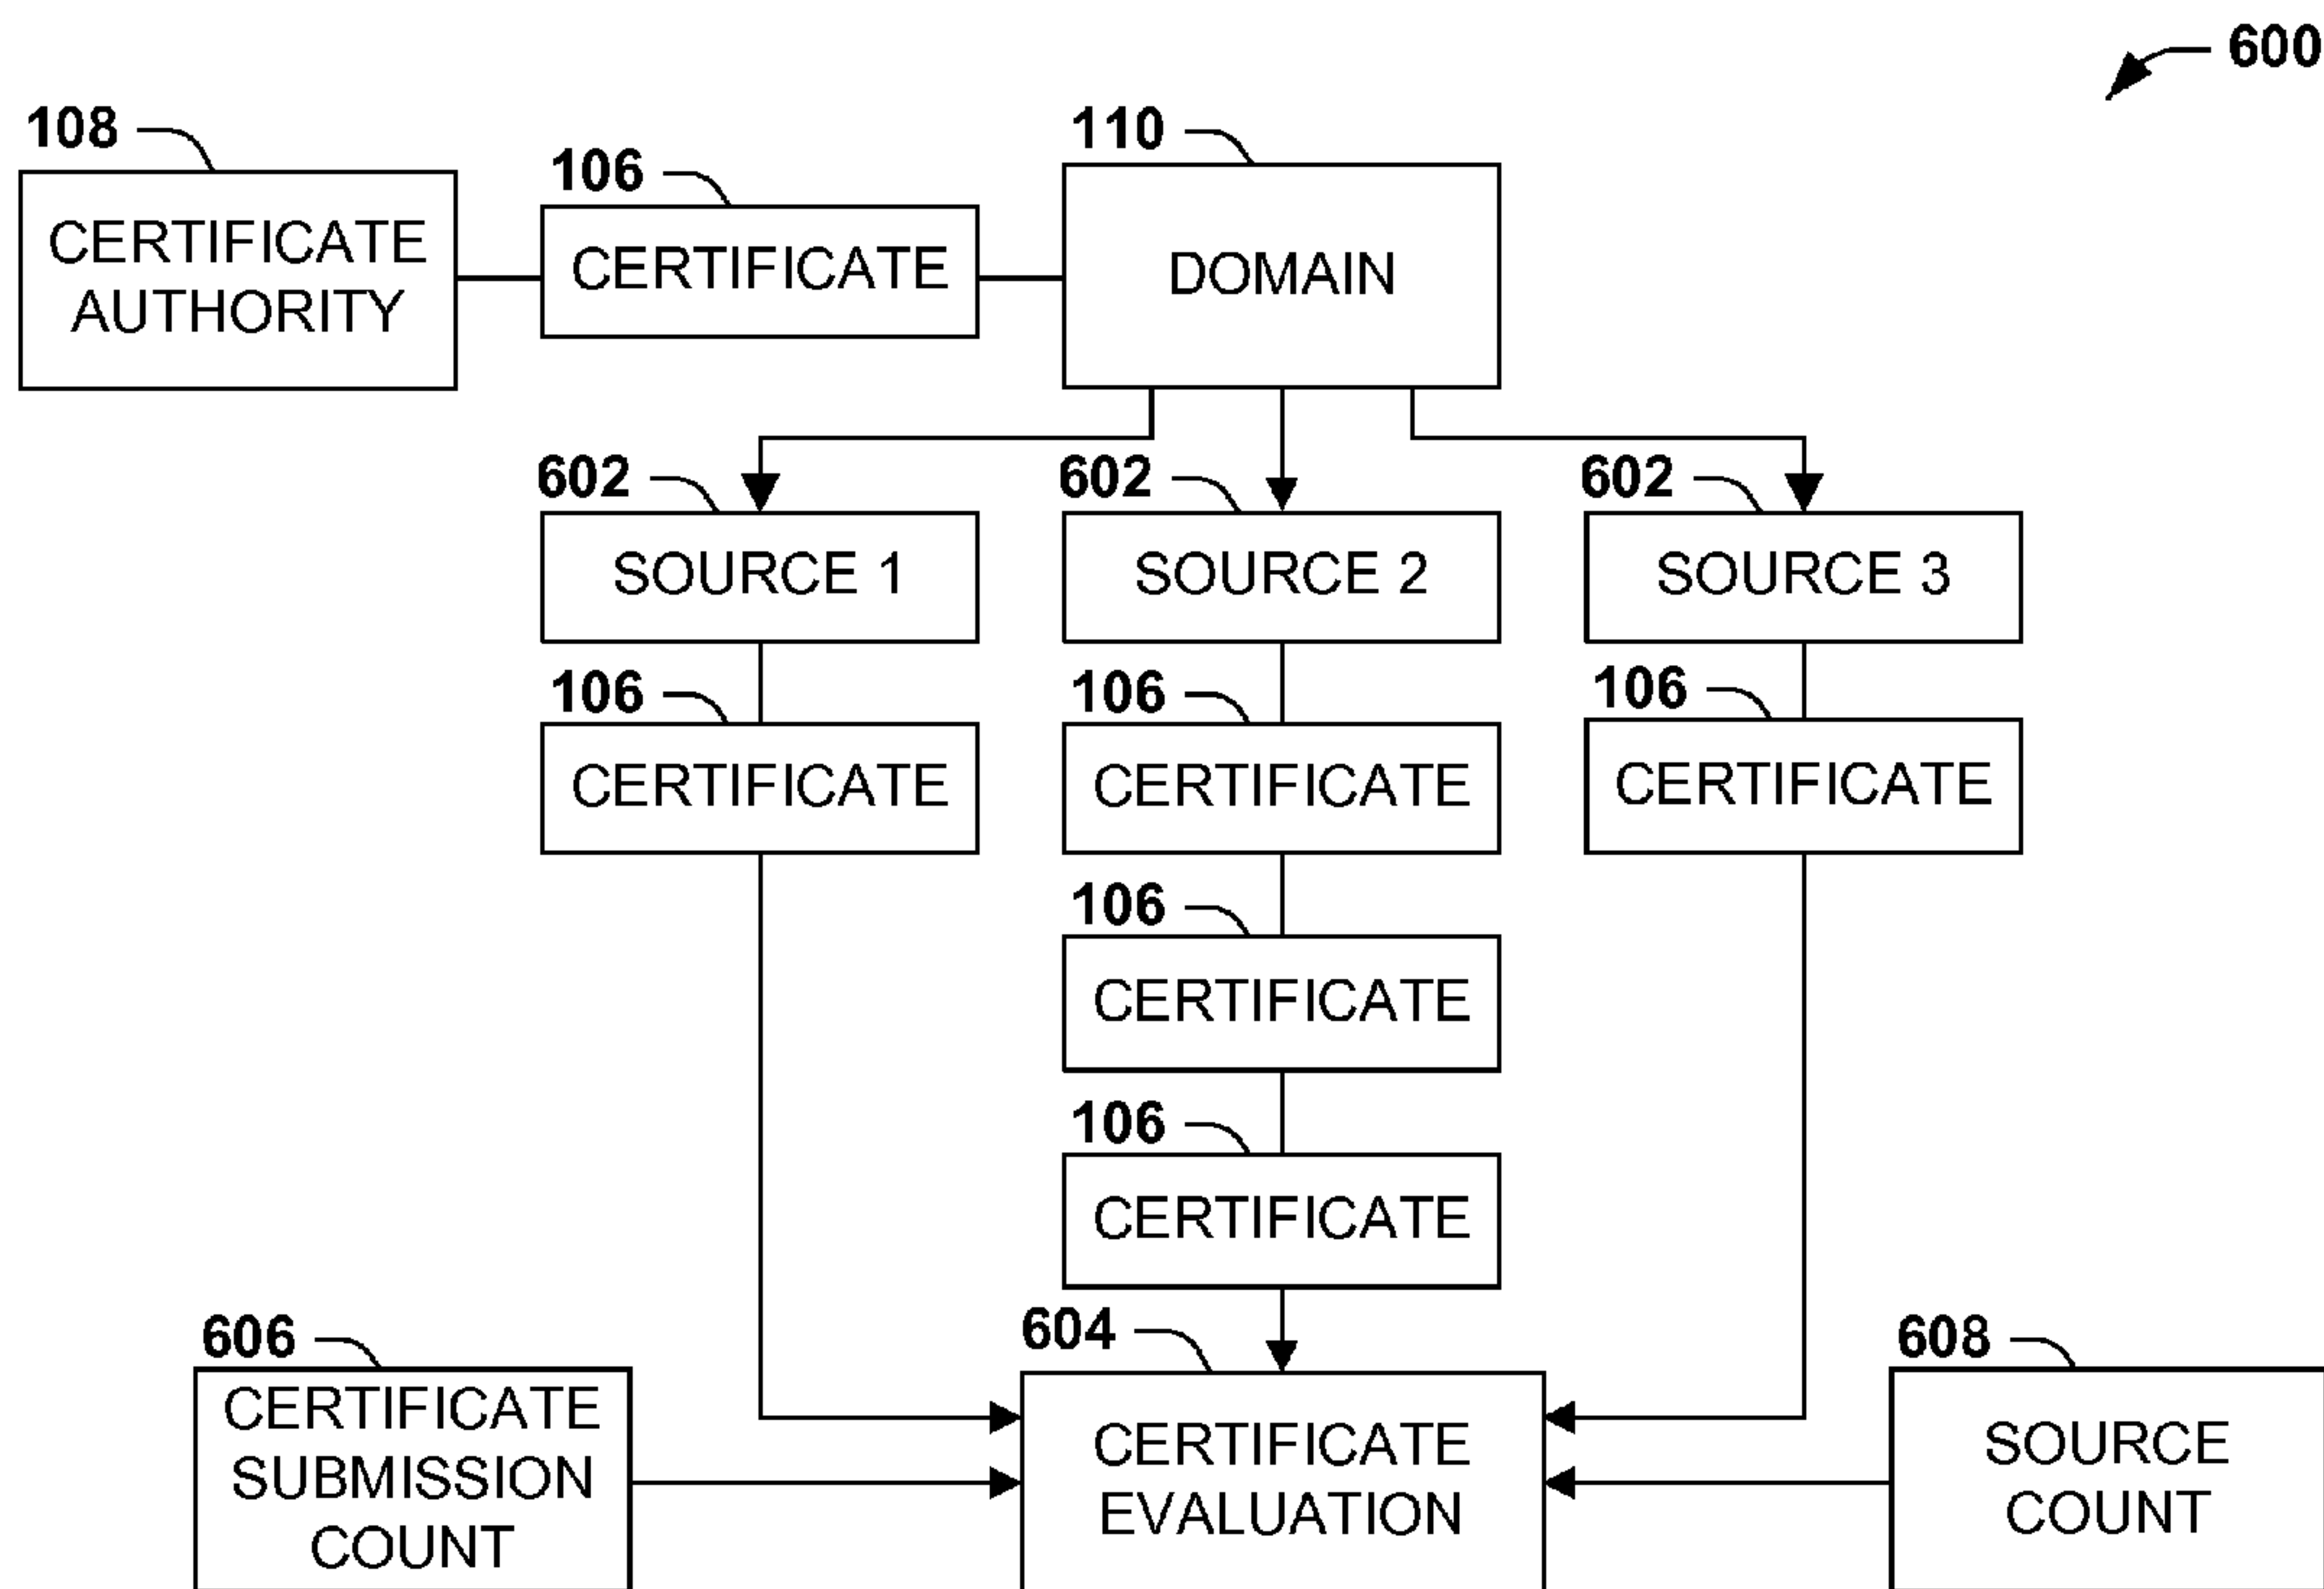 600
108
106
110
CERTIFICATE
AUTHORITY
CERTIFICATE
DOMAIN
602
602
602
SOURCE 1
SOURCE 2
SOURCE 3
106
106
106
CERTIFICATE
CERTIFICATE
CERTIFICATE
106
CERTIFICATE
106
CERTIFICATE
606
604
608
CERTIFICATE
SUBMISSION
COUNT
CERTIFICATE
EVALUATION
SOURCE
COUNT